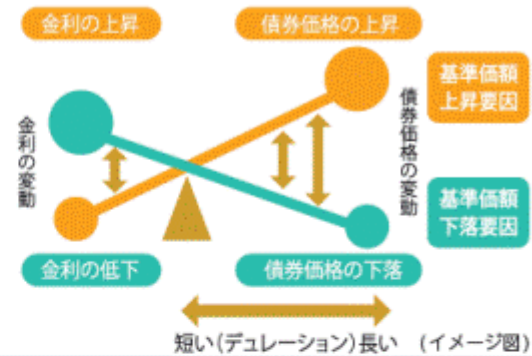 金利の上昇
債券価格の上昇
基準価額
上昇要因
金利の変動
債券価格の変動
基準価額
下落要因
金利の低下
債券価格の下落
短い(デュレーション)長い (イメージ図)